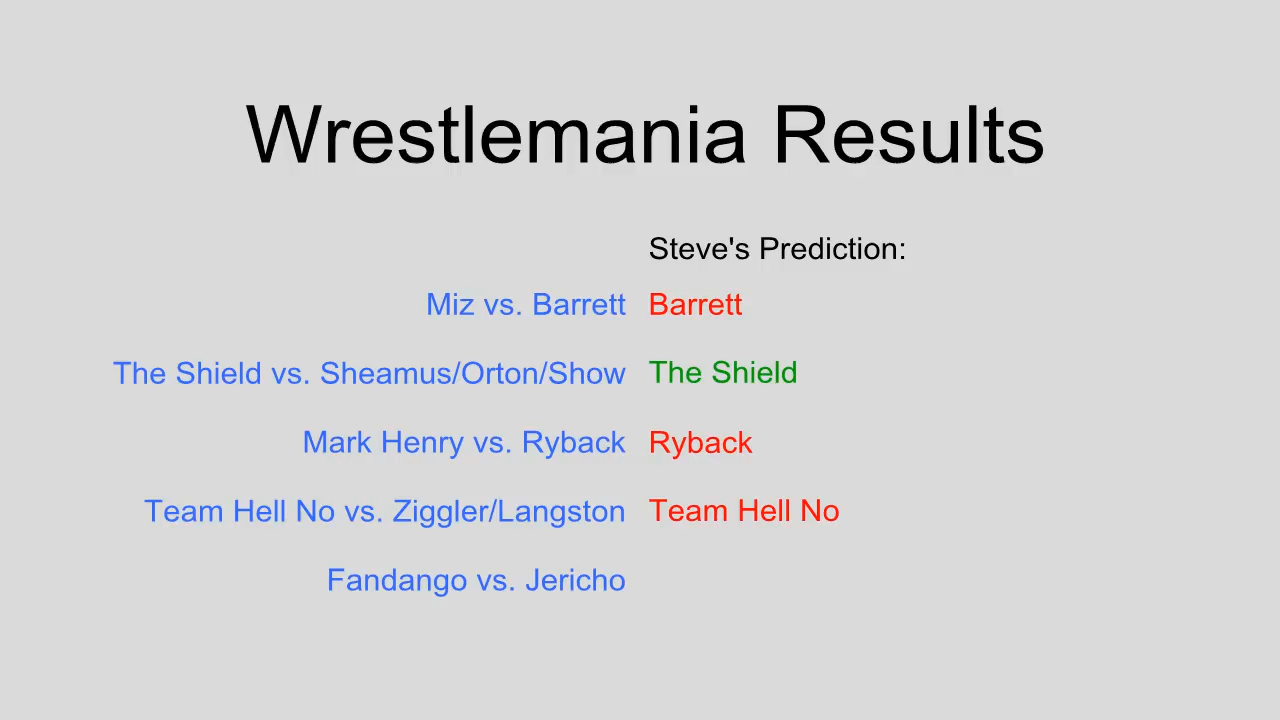 Wrestlemania Results
Steve's Prediction:
Miz vs. Barrett Barrett
The Shield vs. Sheamus/Orton/Show The Shield
Mark Henry vs. Ryback Ryback
Team Hell No vs. Ziggler/Langston Team Hell No
Fandango vs. Jericho